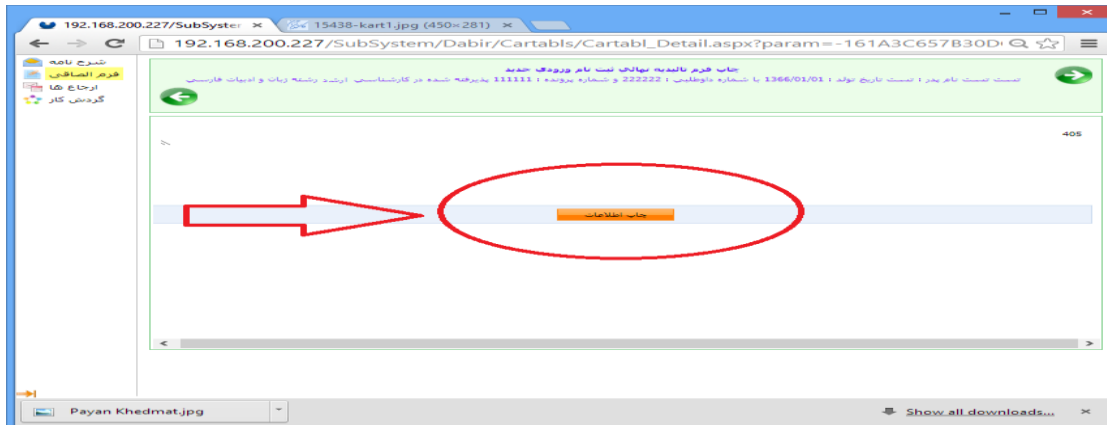 192.168.200.227/SubSyster
15438-kart1.jpg (450×281)
192.168.200.227/SubSystem/Dabir/Cartabls/Cartabl_Detail.aspx?param=-161A3C657B30D
شرح نامه
فرم الصاقی
ارجاع ها
گردش کار
چاپ فرم تائیدیه نهائی ثبت نام ورودی جدید
تست تست نام پدر : تست تاریخ تولد : 1366/01/01 با شماره داوطلبی : 222222 و شماره پرونده : 111111 پذیرفته شده در کارشناسی ارشد رشته زبان و ادبیات فارسی
405
چاپ اطلاعات
Payan Khedmat.jpg
Show all downloads...